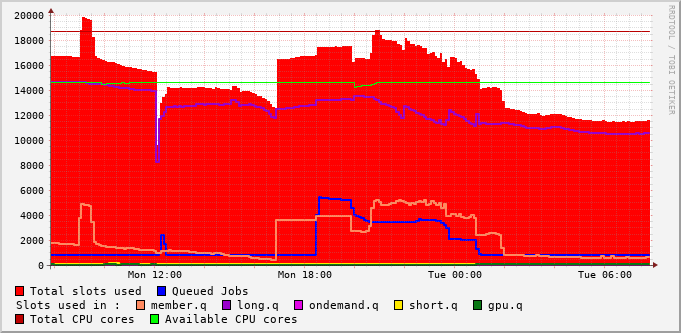 20000
18000
16000
14000
12000
10000
8000
6000
4000
2000
0
Mon 12:00 Mon 18:00 Tue 00:00 Tue 06:00
RRDTOOL / TOBI OETIKER
Total slots used Queued Jobs
Slots used in : member.q long.q ondemand.q short.q gpu.q
Total CPU cores Available CPU cores